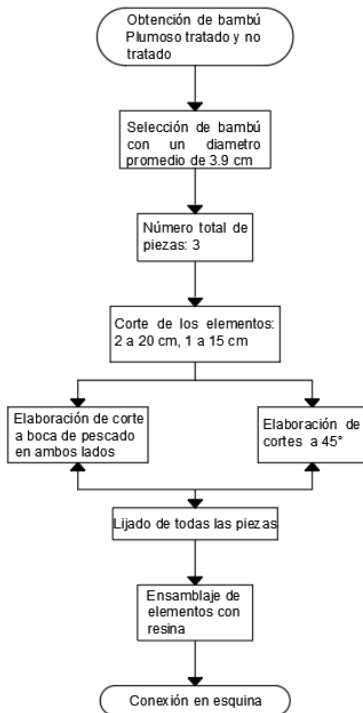 Obtención de bambú
Plumoso tratado y no
tratado
Selección de bambú
con un diametro
promedio de 3.9 cm
Número total de
piezas: 3
Corte de los elementos:
2 a 20 cm, 1 a 15 cm
Elaboración de corte
a boca de pescado
en ambos lados
Elaboración de
cortes a 45°
Lijado de todas las piezas
Ensamblaje de
elementos con
resina
Conexión en esquina